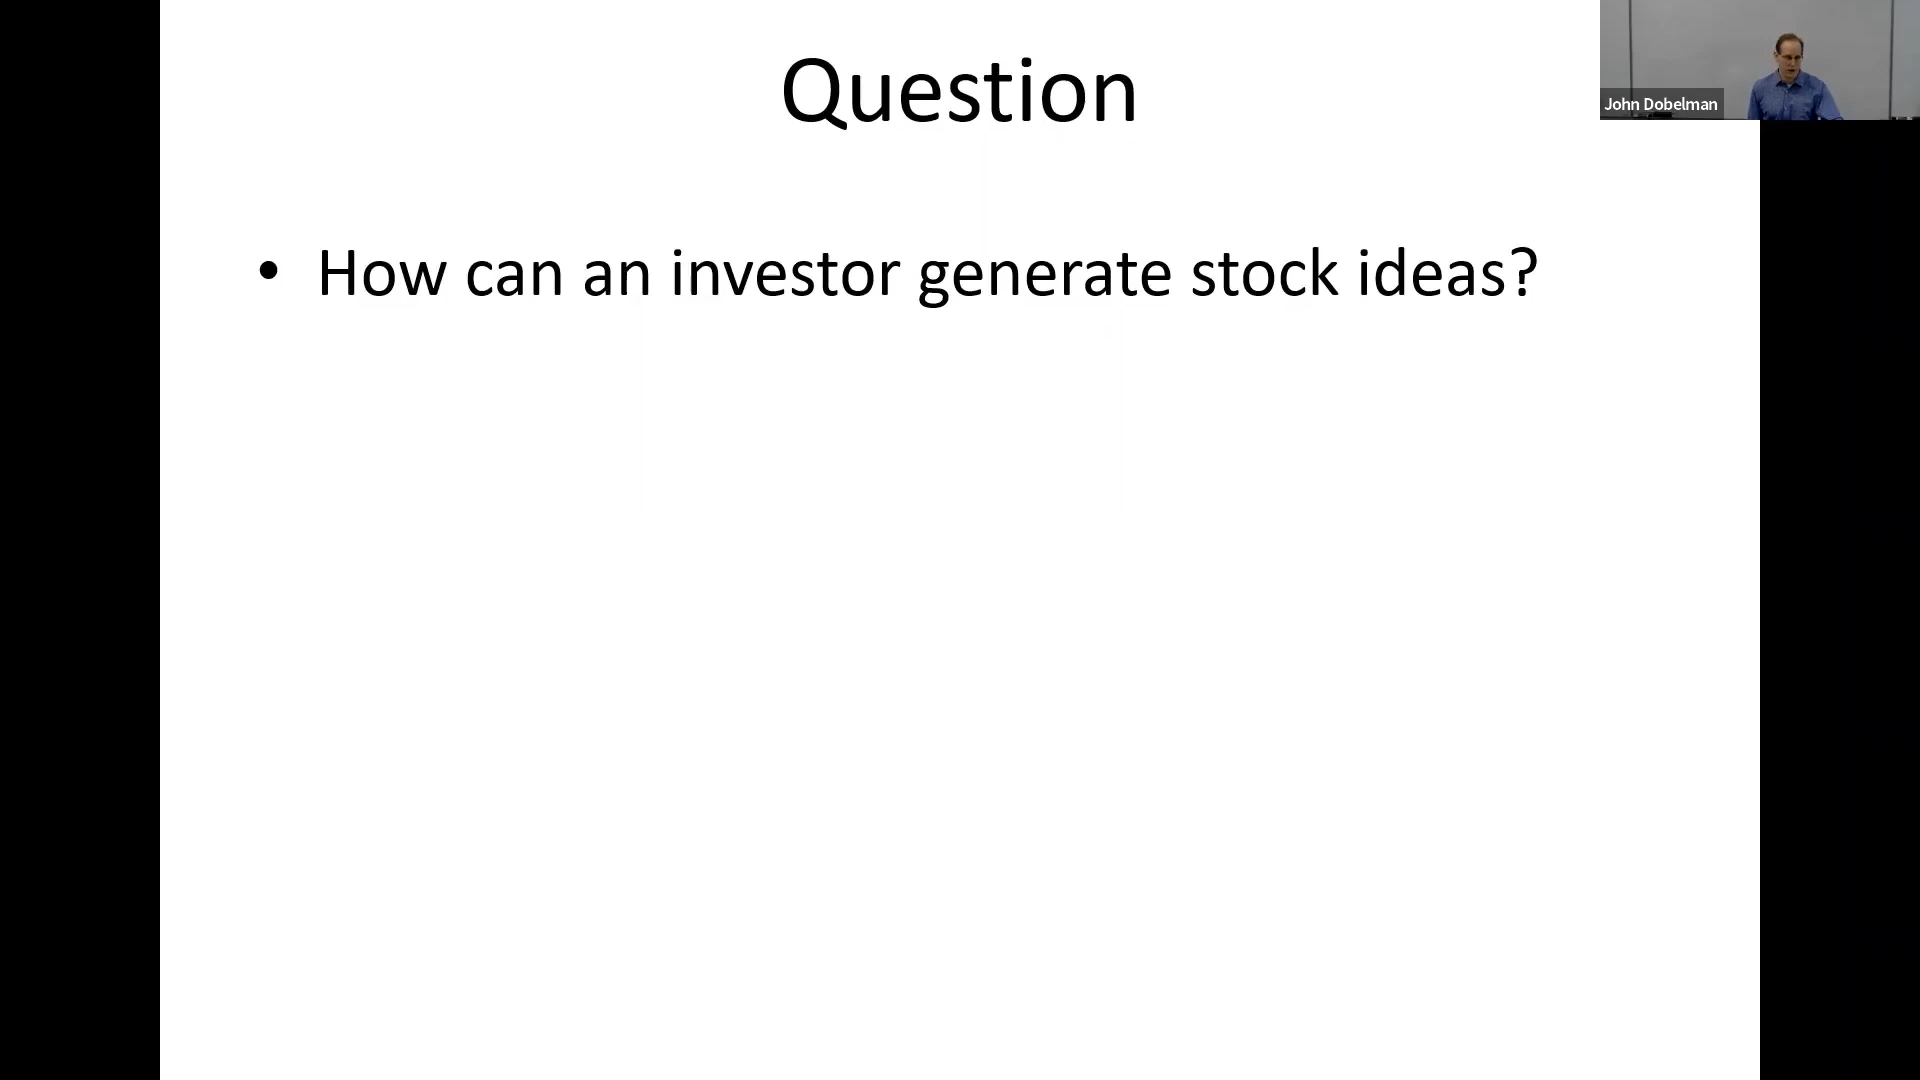 Question
John Dobelman
• How can an investor generate stock ideas?